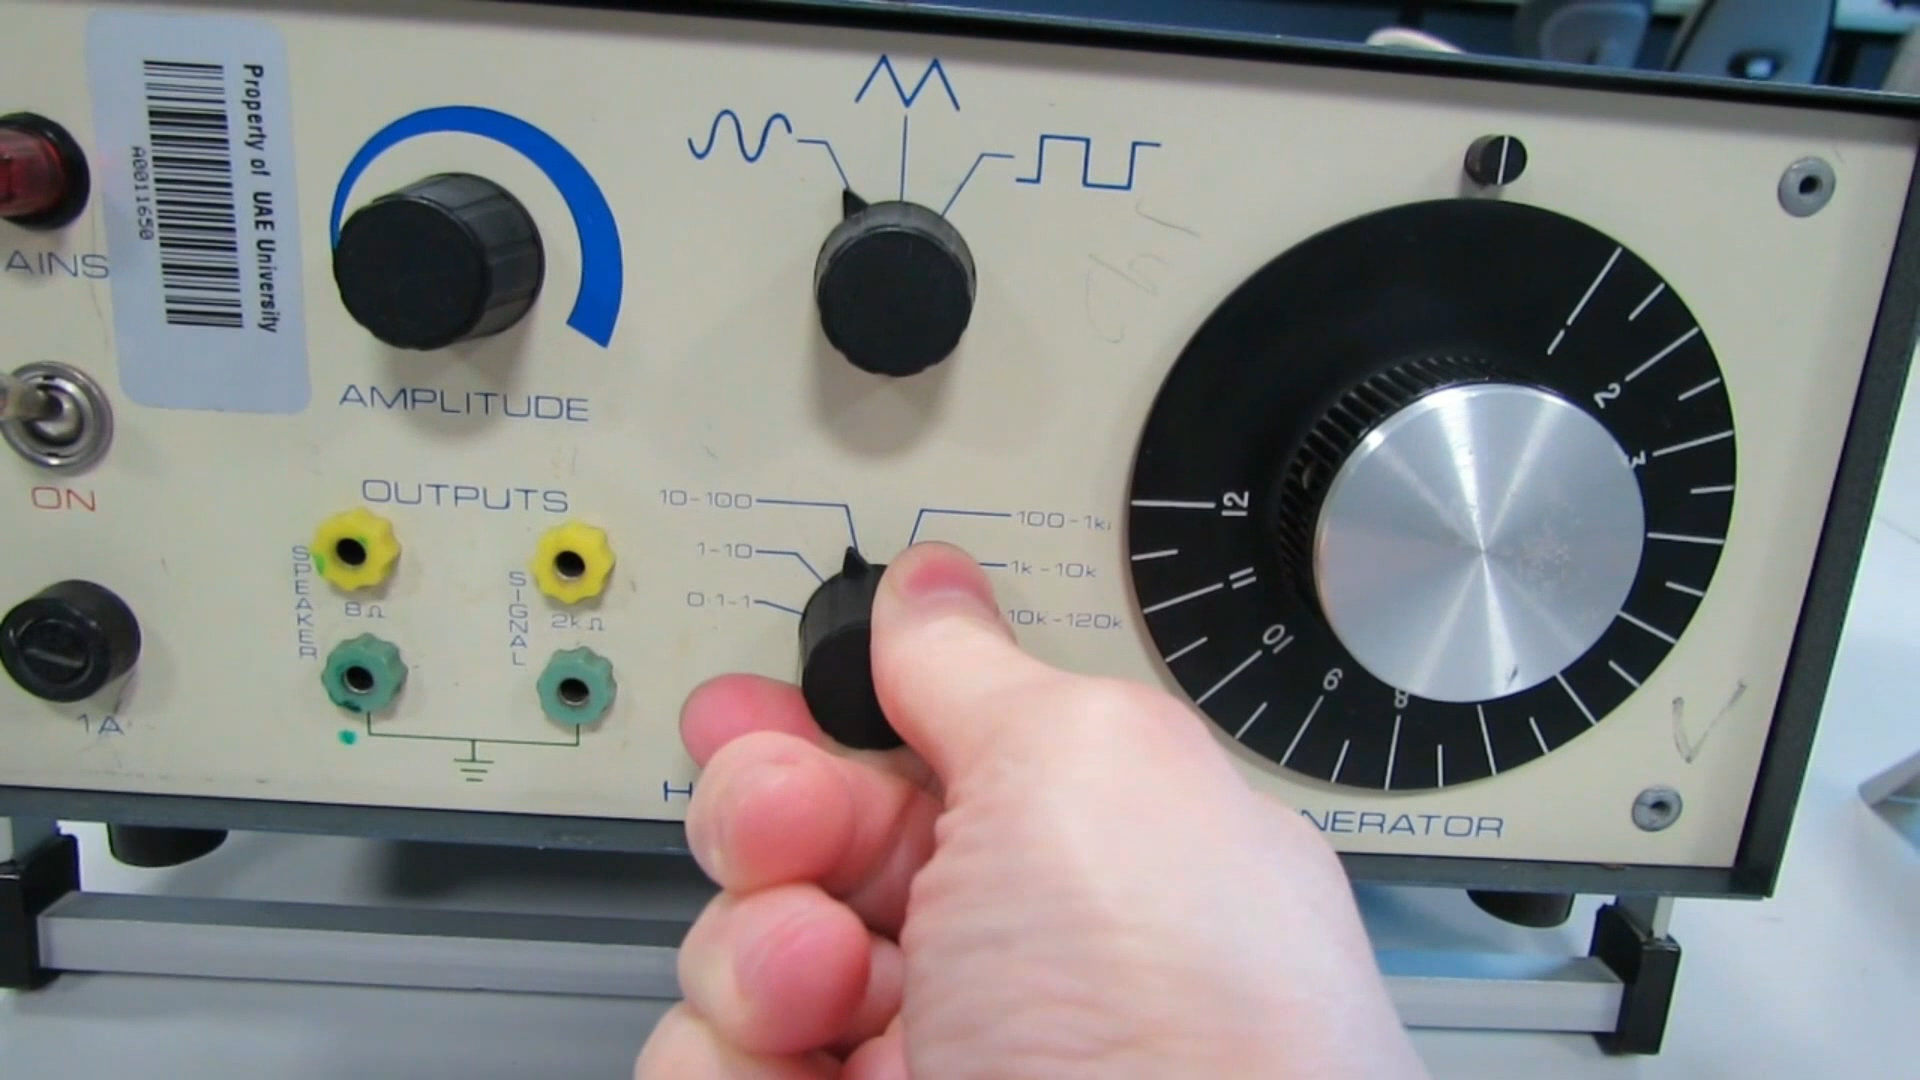 Property of UAE University
A0011650
AINS
ON
1A
AMPLITUDE
OUTPUTS
SPEAKER
8Ω
SIGNAL
2kΩ
10-100
1-10
0·1-1
100-1k
1k-10k
10k-120k
1
2
3
8
9
10
11
12
H
NERATOR